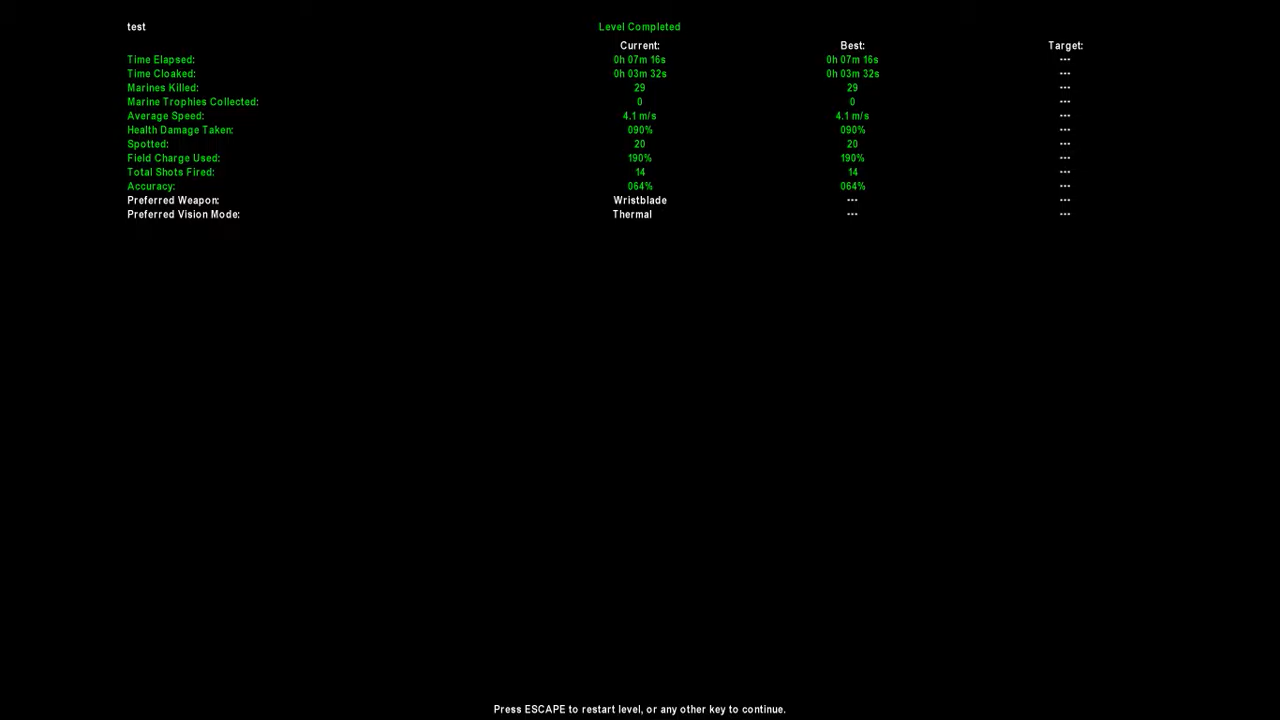 test Level Completed
Current: Best: Target:
Time Elapsed: 0h 07m 16s 0h 07m 16s ---
Time Cloaked: 0h 03m 32s 0h 03m 32s ---
Marines Killed: 29 29 ---
Marine Trophies Collected: 0 0 ---
Average Speed: 4.1 m/s 4.1 m/s ---
Health Damage Taken: 090% 090% ---
Spotted: 20 20 ---
Field Charge Used: 190% 190% ---
Total Shots Fired: 14 14 ---
Accuracy: 064% 064% ---
Preferred Weapon: Wristblade --- ---
Preferred Vision Mode: Thermal --- ---
Press ESCAPE to restart level, or any other key to continue.